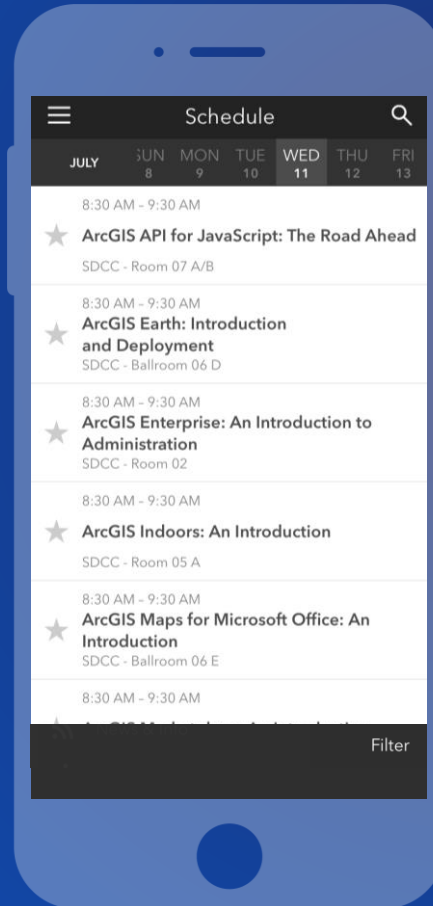 Schedule
JULY SUN MON TUE WED THU FRI
8 9 10 11 12 13
8:30 AM – 9:30 AM
ArcGIS API for JavaScript: The Road Ahead
SDCC - Room 07 A/B
8:30 AM – 9:30 AM
ArcGIS Earth: Introduction
and Deployment
SDCC - Ballroom 06 D
8:30 AM – 9:30 AM
ArcGIS Enterprise: An Introduction to
Administration
SDCC - Room 02
8:30 AM – 9:30 AM
ArcGIS Indoors: An Introduction
SDCC - Room 05 A
8:30 AM – 9:30 AM
ArcGIS Maps for Microsoft Office: An
Introduction
SDCC - Ballroom 06 E
8:30 AM – 9:30 AM
Filter